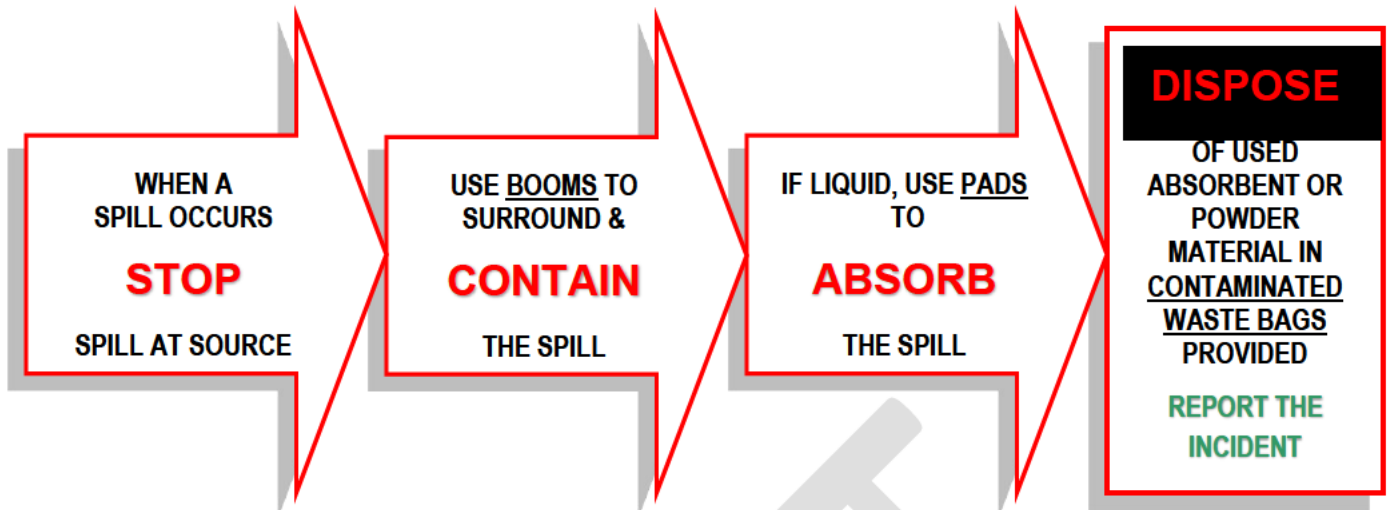 WHEN A
SPILL OCCURS
STOP
SPILL AT SOURCE
USE BOOMS TO
SURROUND &
CONTAIN
THE SPILL
IF LIQUID, USE PADS
TO
ABSORB
THE SPILL
DISPOSE
OF USED
ABSORBENT OR
POWDER
MATERIAL IN
CONTAMINATED
WASTE BAGS
PROVIDED
REPORT THE
INCIDENT